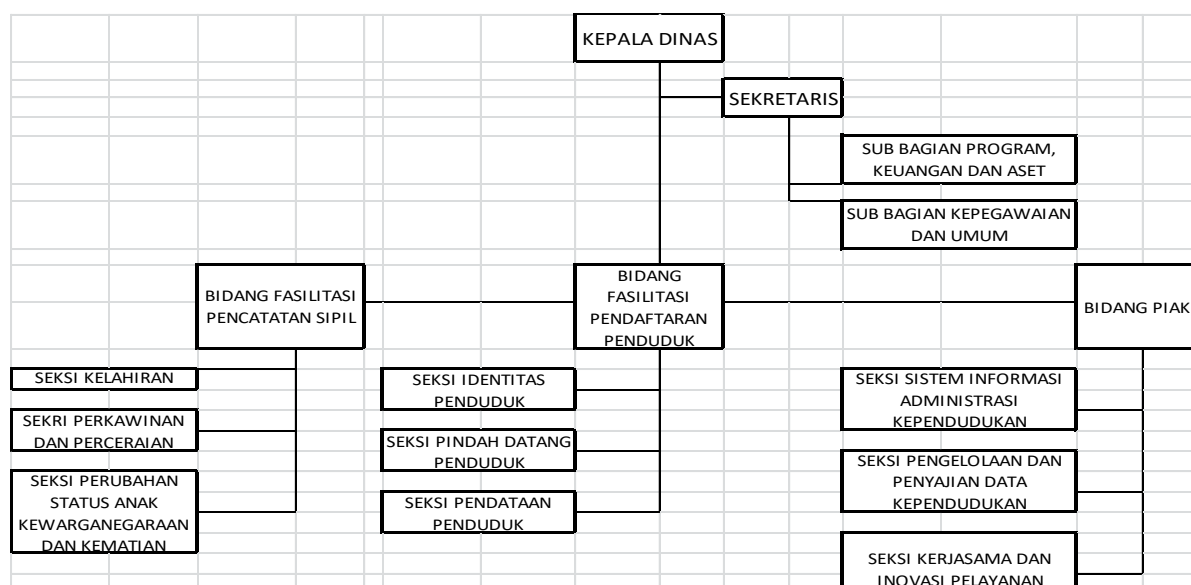 KEPALA DINAS
SEKRETARIS
SUB BAGIAN PROGRAM,
KEUANGAN DAN ASET
SUB BAGIAN KEPEGAWAIAN
DAN UMUM
BIDANG FASILITASI
PENCATATAN SIPIL
BIDANG
FASILITASI
PENDAFTARAN
PENDUDUK
BIDANG PIAK
SEKSI KELAHIRAN
SEKRI PERKAWINAN
DAN PERCERAIAN
SEKSI PERUBAHAN
STATUS ANAK
KEWARGANEGARAAN
DAN KEMATIAN
SEKSI IDENTITAS
PENDUDUK
SEKSI PINDAH DATANG
PENDUDUK
SEKSI PENDATAAN
PENDUDUK
SEKSI SISTEM INFORMASI
ADMINISTRASI
KEPENDUDUKAN
SEKSI PENGELOLAAN DAN
PENYAJIAN DATA
KEPENDUDUKAN
SEKSI KERJASAMA DAN
INOVASI PELAYANAN